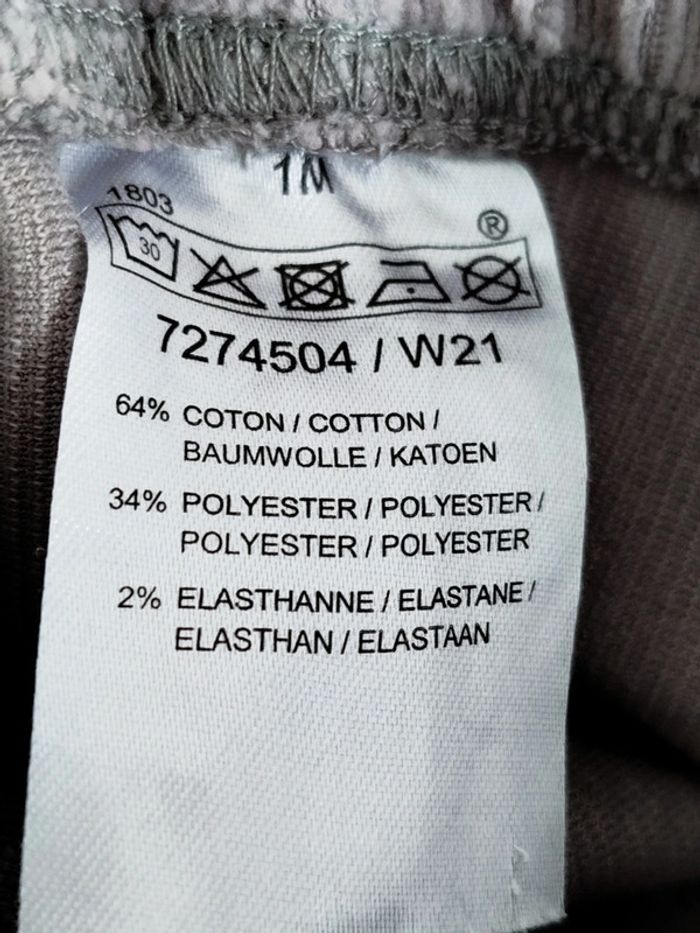 1M
1803
®
30
7274504 / W21
64% COTON / COTTON /
BAUMWOLLE / KATOEN
34% POLYESTER / POLYESTER /
POLYESTER / POLYESTER
2% ELASTHANNE / ELASTANE /
ELASTHAN / ELASTAAN